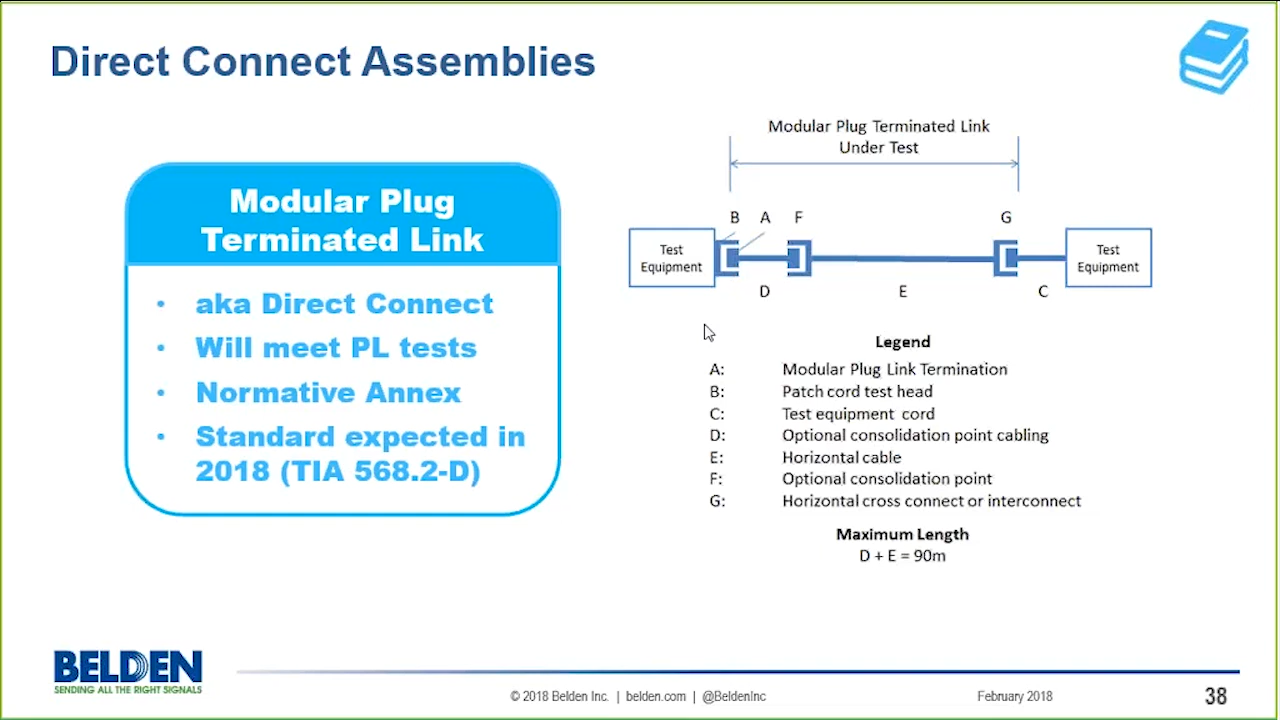 Direct Connect Assemblies
Modular Plug
Terminated Link
• aka Direct Connect
• Will meet PL tests
• Normative Annex
• Standard expected in
2018 (TIA 568.2-D)
Modular Plug Terminated Link
Under Test
B A F G
Test
Equipment
Test
Equipment
D E C
Legend
A: Modular Plug Link Termination
B: Patch cord test head
C: Test equipment cord
D: Optional consolidation point cabling
E: Horizontal cable
F: Optional consolidation point
G: Horizontal cross connect or interconnect
Maximum Length
D + E = 90m
BELDEN
SENDING ALL THE RIGHT SIGNALS
© 2018 Belden Inc. | belden.com | @BeldenInc
February 2018
38